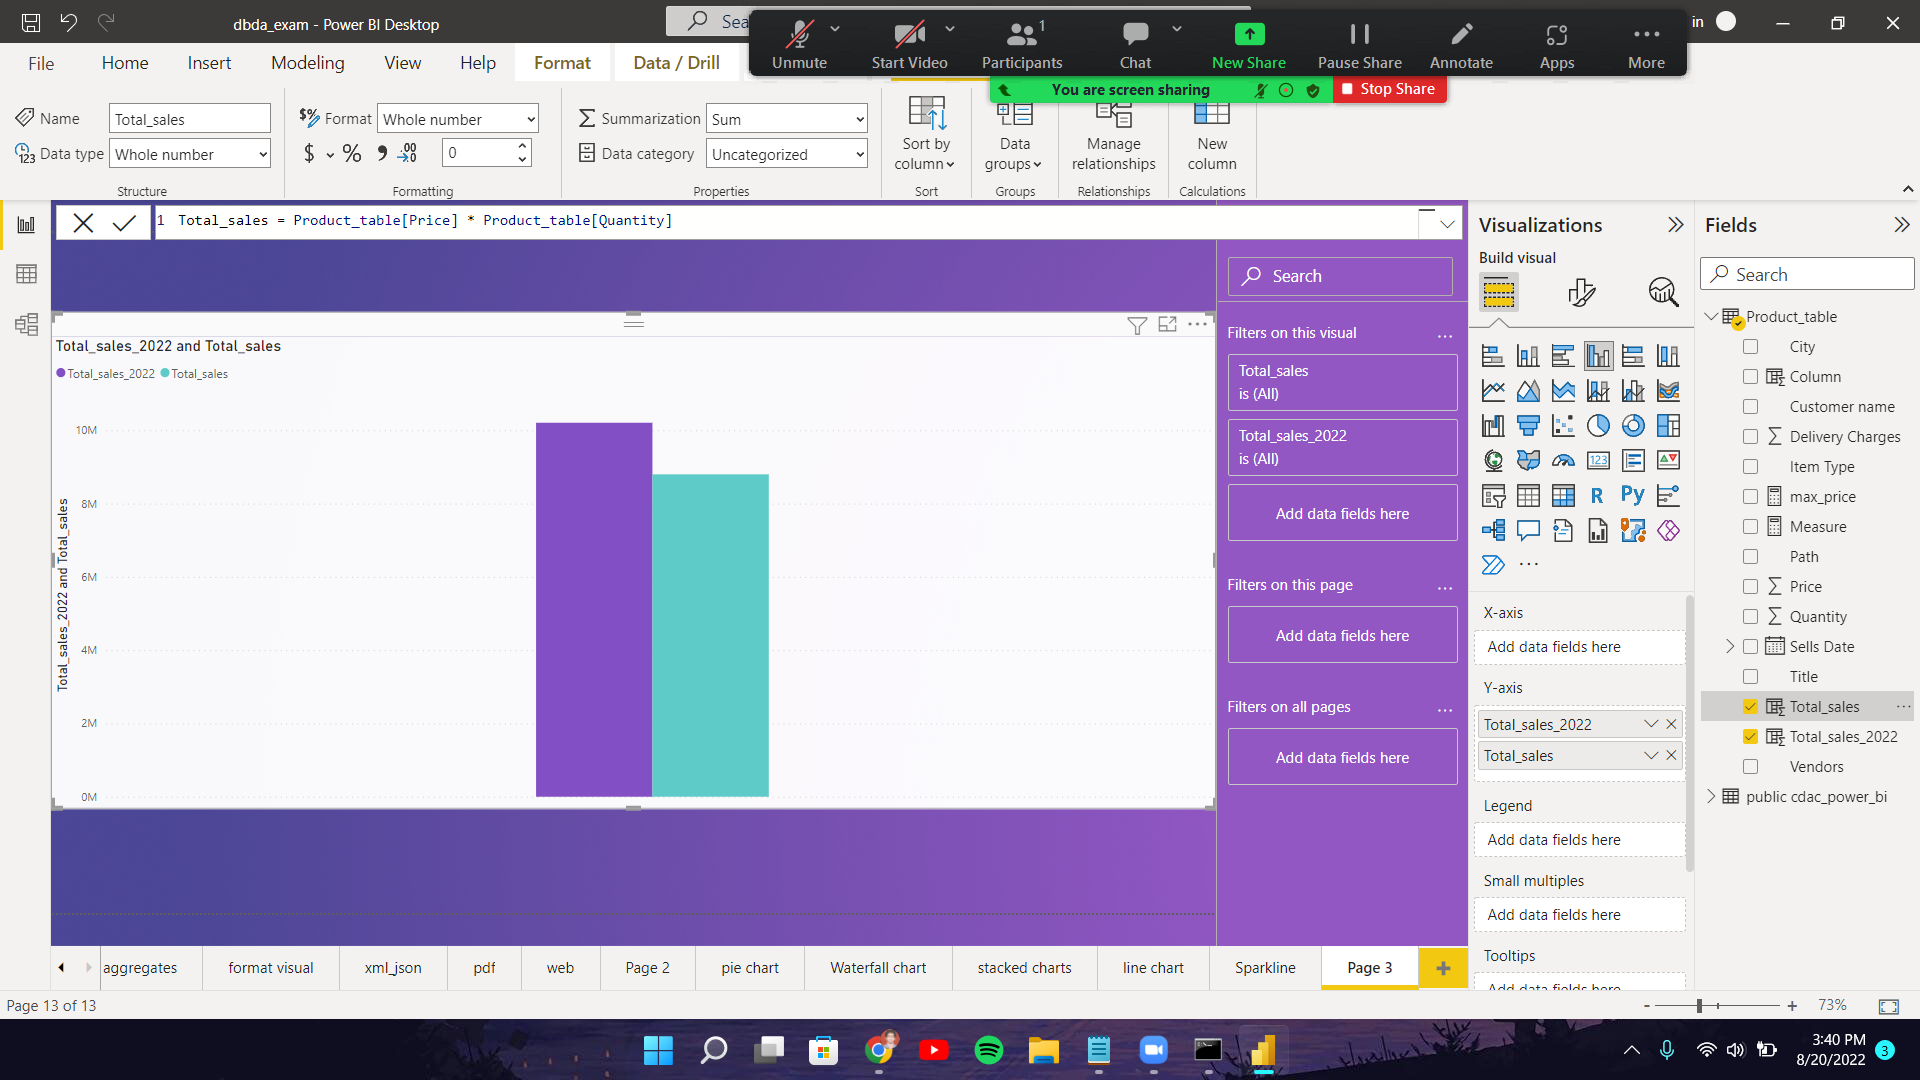 dbda_exam - Power BI Desktop
Sea
in
Unmute
Start Video
1
Participants
Chat
New Share
Pause Share
Annotate
Apps
More
You are screen sharing
Stop Share
File
Home
Insert
Modeling
View
Help
Format
Data / Drill
Name
Total_sales
Data type
Whole number
Structure
Format
Whole number
$
%
0
Formatting
Summarization
Sum
Data category
Uncategorized
Properties
Sort by
column
Sort
Data
groups
Groups
Manage
relationships
Relationships
New
column
Calculations
1 Total_sales = Product_table[Price] * Product_table[Quantity]
Total_sales_2022 and Total_sales
Total_sales_2022
Total_sales
Total_sales_2022 and Total_sales
10M
8M
6M
4M
2M
0M
Search
Filters on this visual
Total_sales
is (All)
Total_sales_2022
is (All)
Add data fields here
Filters on this page
Add data fields here
Filters on all pages
Add data fields here
Visualizations
Build visual
123
R
Py
X-axis
Add data fields here
Y-axis
Total_sales_2022
Total_sales
Legend
Add data fields here
Small multiples
Add data fields here
Tooltips
Add data fields here
Fields
Search
Product_table
City
Column
Customer name
Delivery Charges
Item Type
max_price
Measure
Path
Price
Quantity
Sells Date
Title
Total_sales
Total_sales_2022
Vendors
public cdac_power_bi
aggregates
format visual
xml_json
pdf
web
Page 2
pie chart
Waterfall chart
stacked charts
line chart
Sparkline
Page 3
Page 13 of 13
- + 73%
3:40 PM
8/20/2022
3